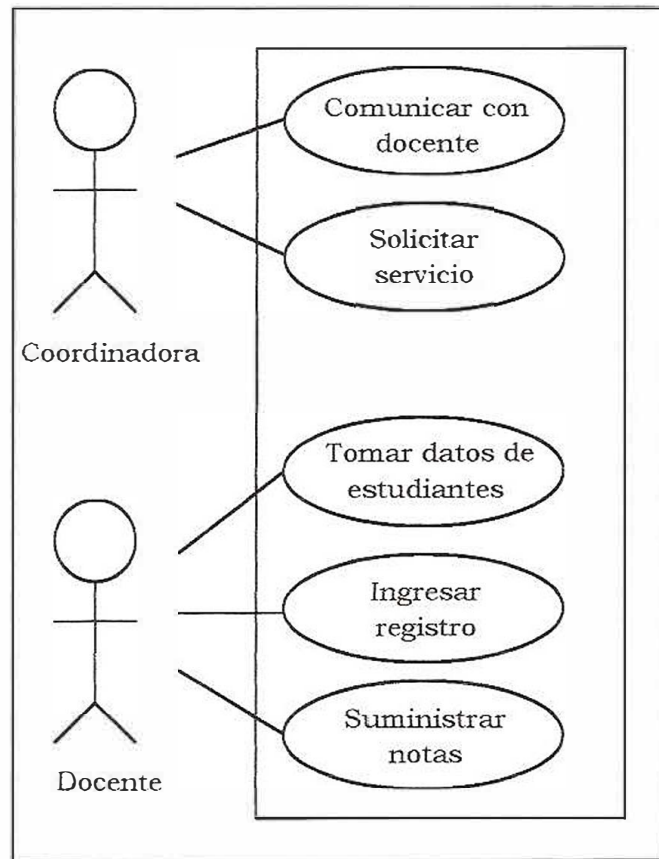 Comunicar con
docente
Solicitar
servicio
Coordinadora
Tomar datos de
estudiantes
Ingresar
registro
Suministrar
notas
Docente